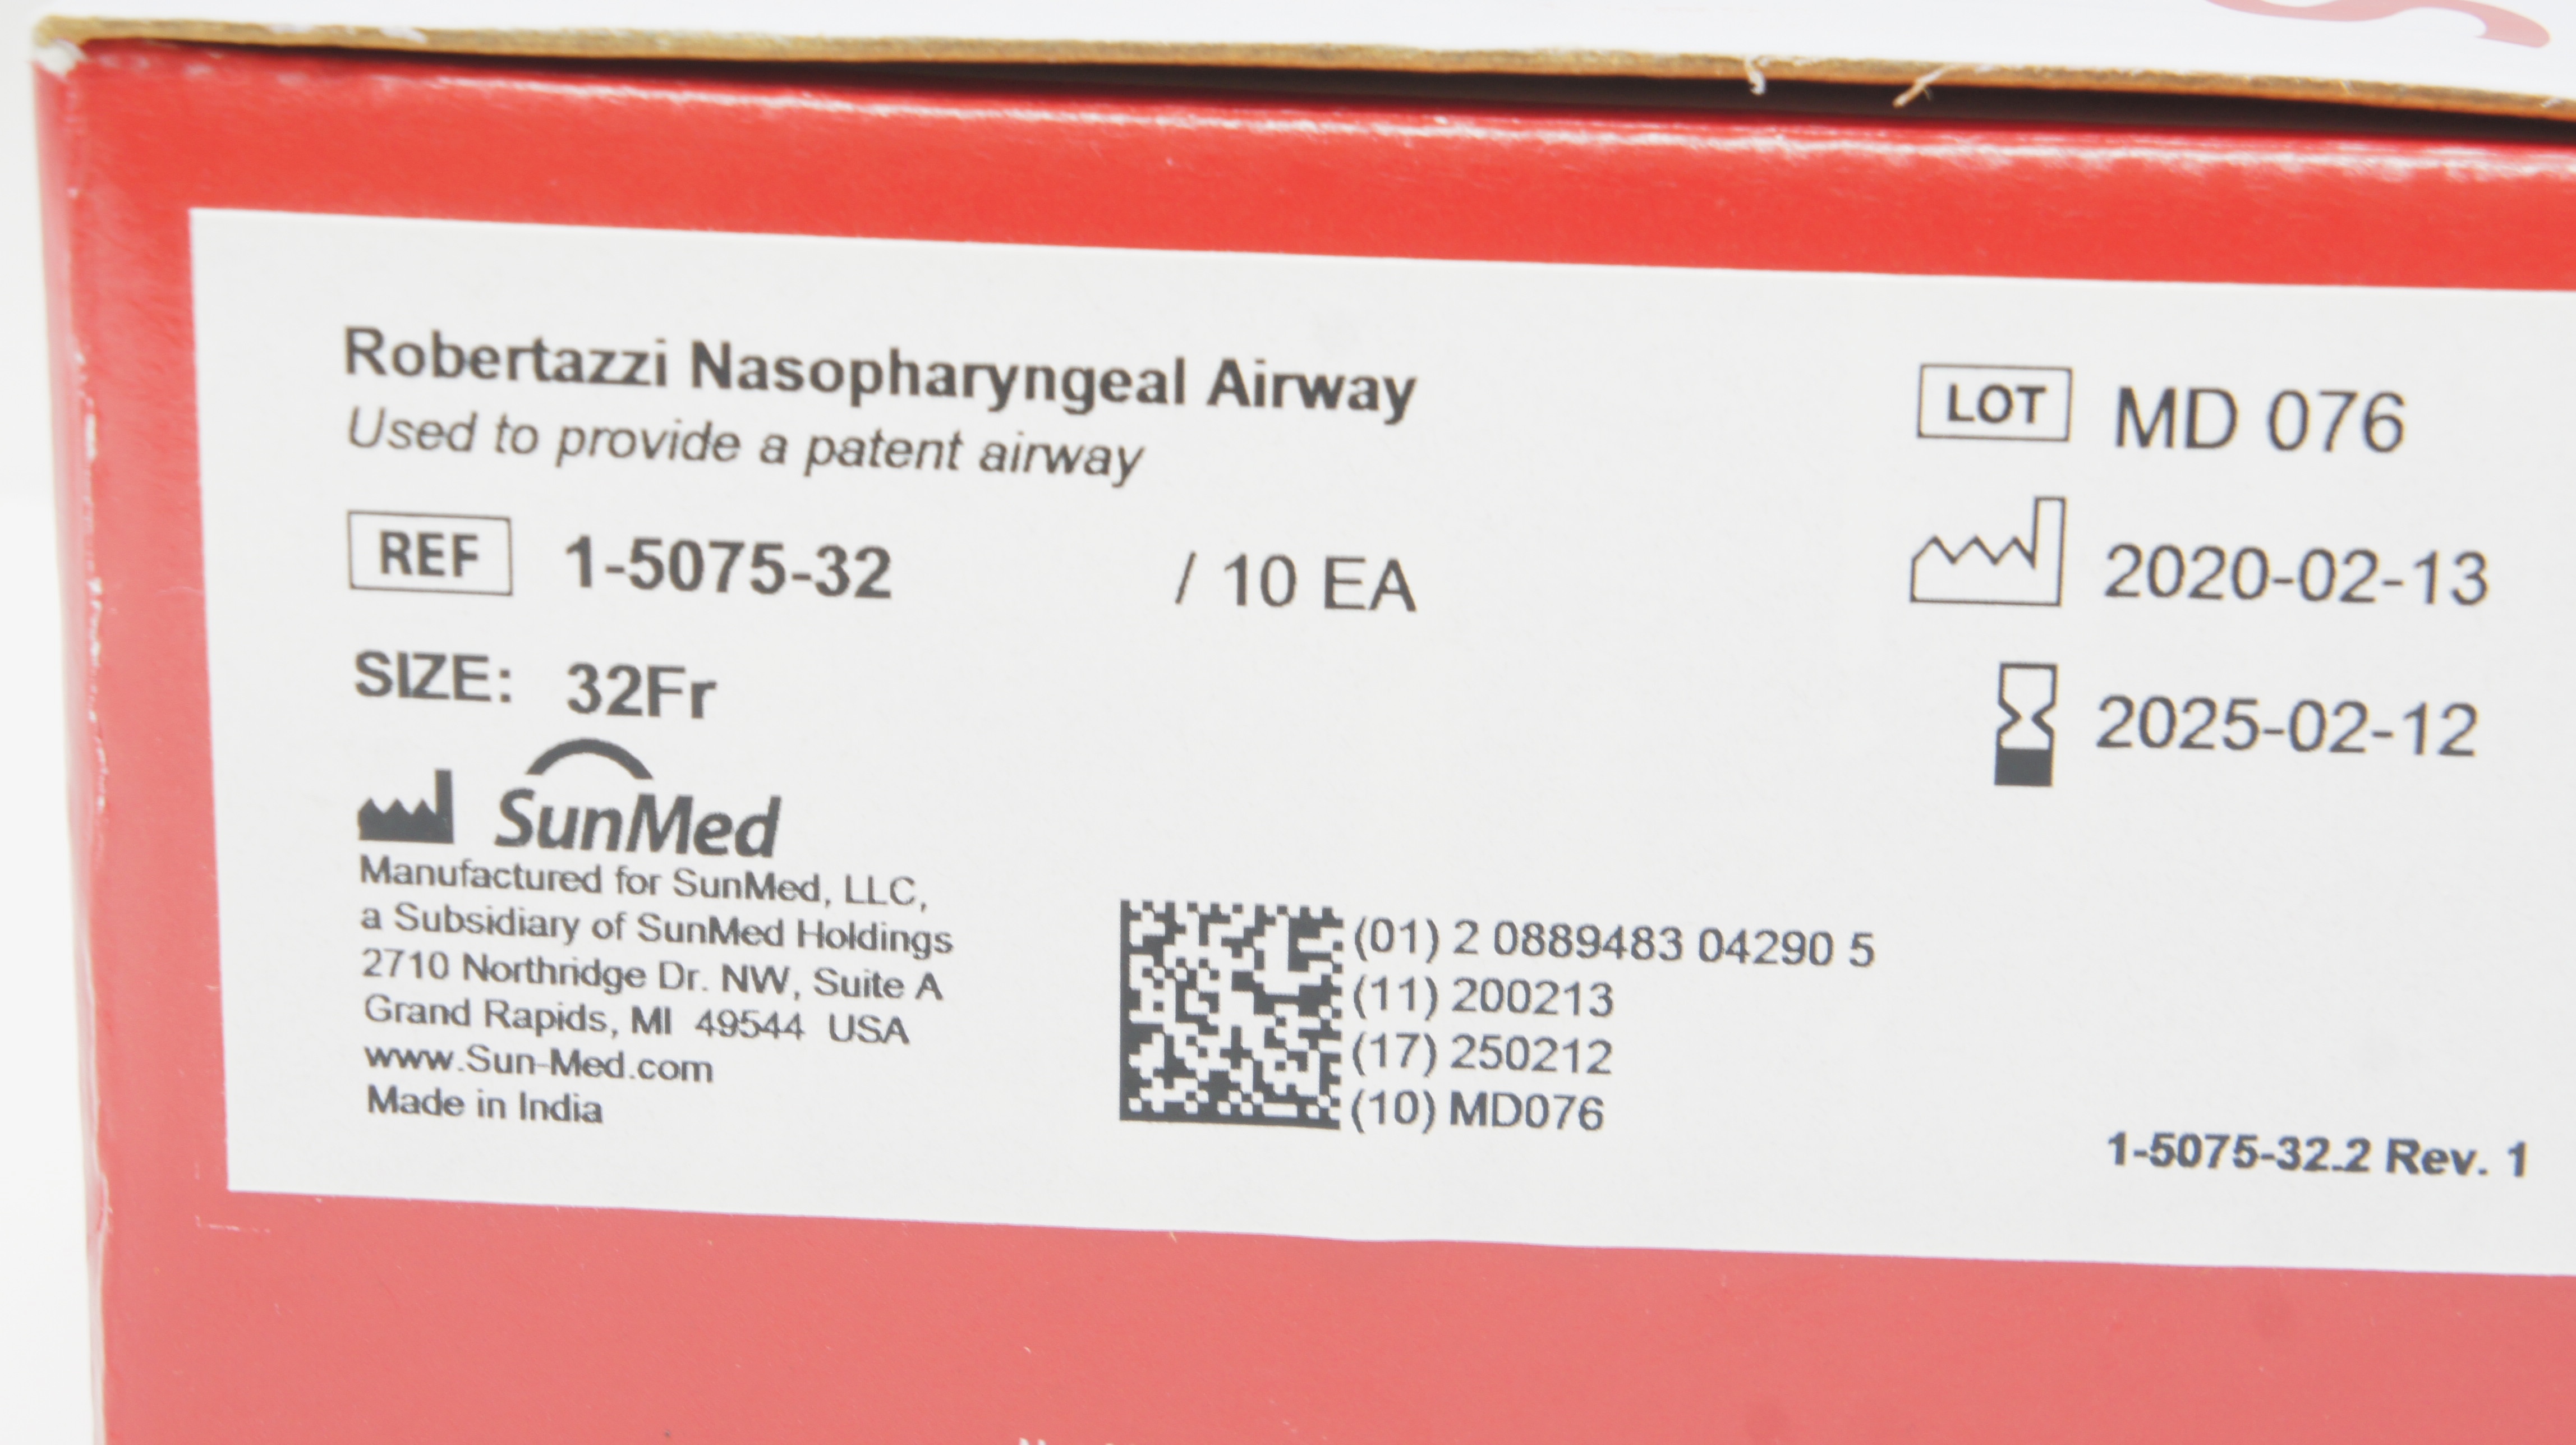 Robertazzi Nasopharyngeal Airway
Used to provide a patent airway
REF 1-5075-32 / 10 EA
SIZE: 32Fr
SunMed
Manufactured for SunMed, LLC,
a Subsidiary of SunMed Holdings
2710 Northridge Dr. NW, Suite A
Grand Rapids, MI 49544 USA
www.Sun-Med.com
Made in India
(01) 2 0889483 04290 5
(11) 200213
(17) 250212
(10) MD076
LOT MD 076
2020-02-13
2025-02-12
1-5075-32.2 Rev. 1